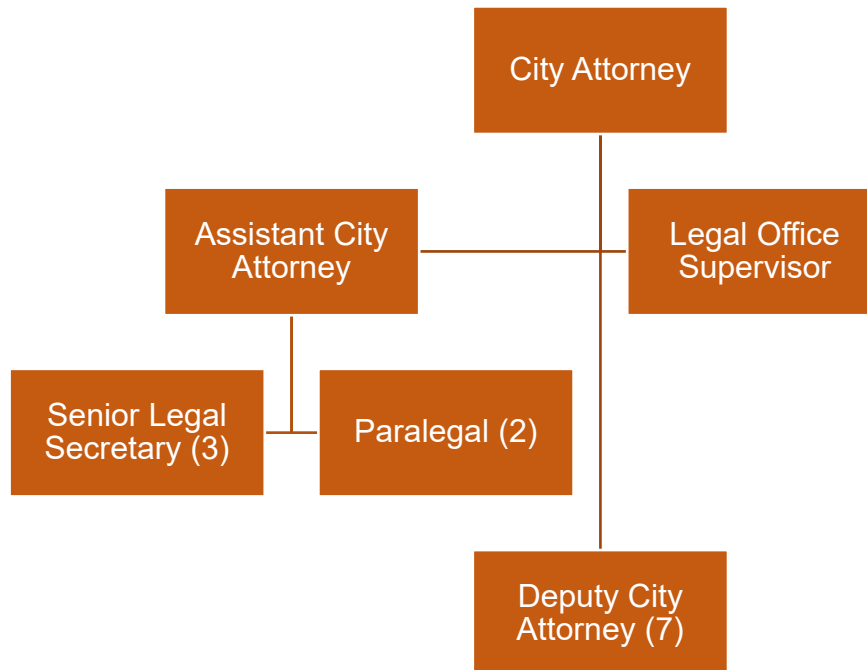 City Attorney
Assistant City
Attorney
Legal Office
Supervisor
Senior Legal
Secretary (3)
Paralegal (2)
Deputy City
Attorney (7)